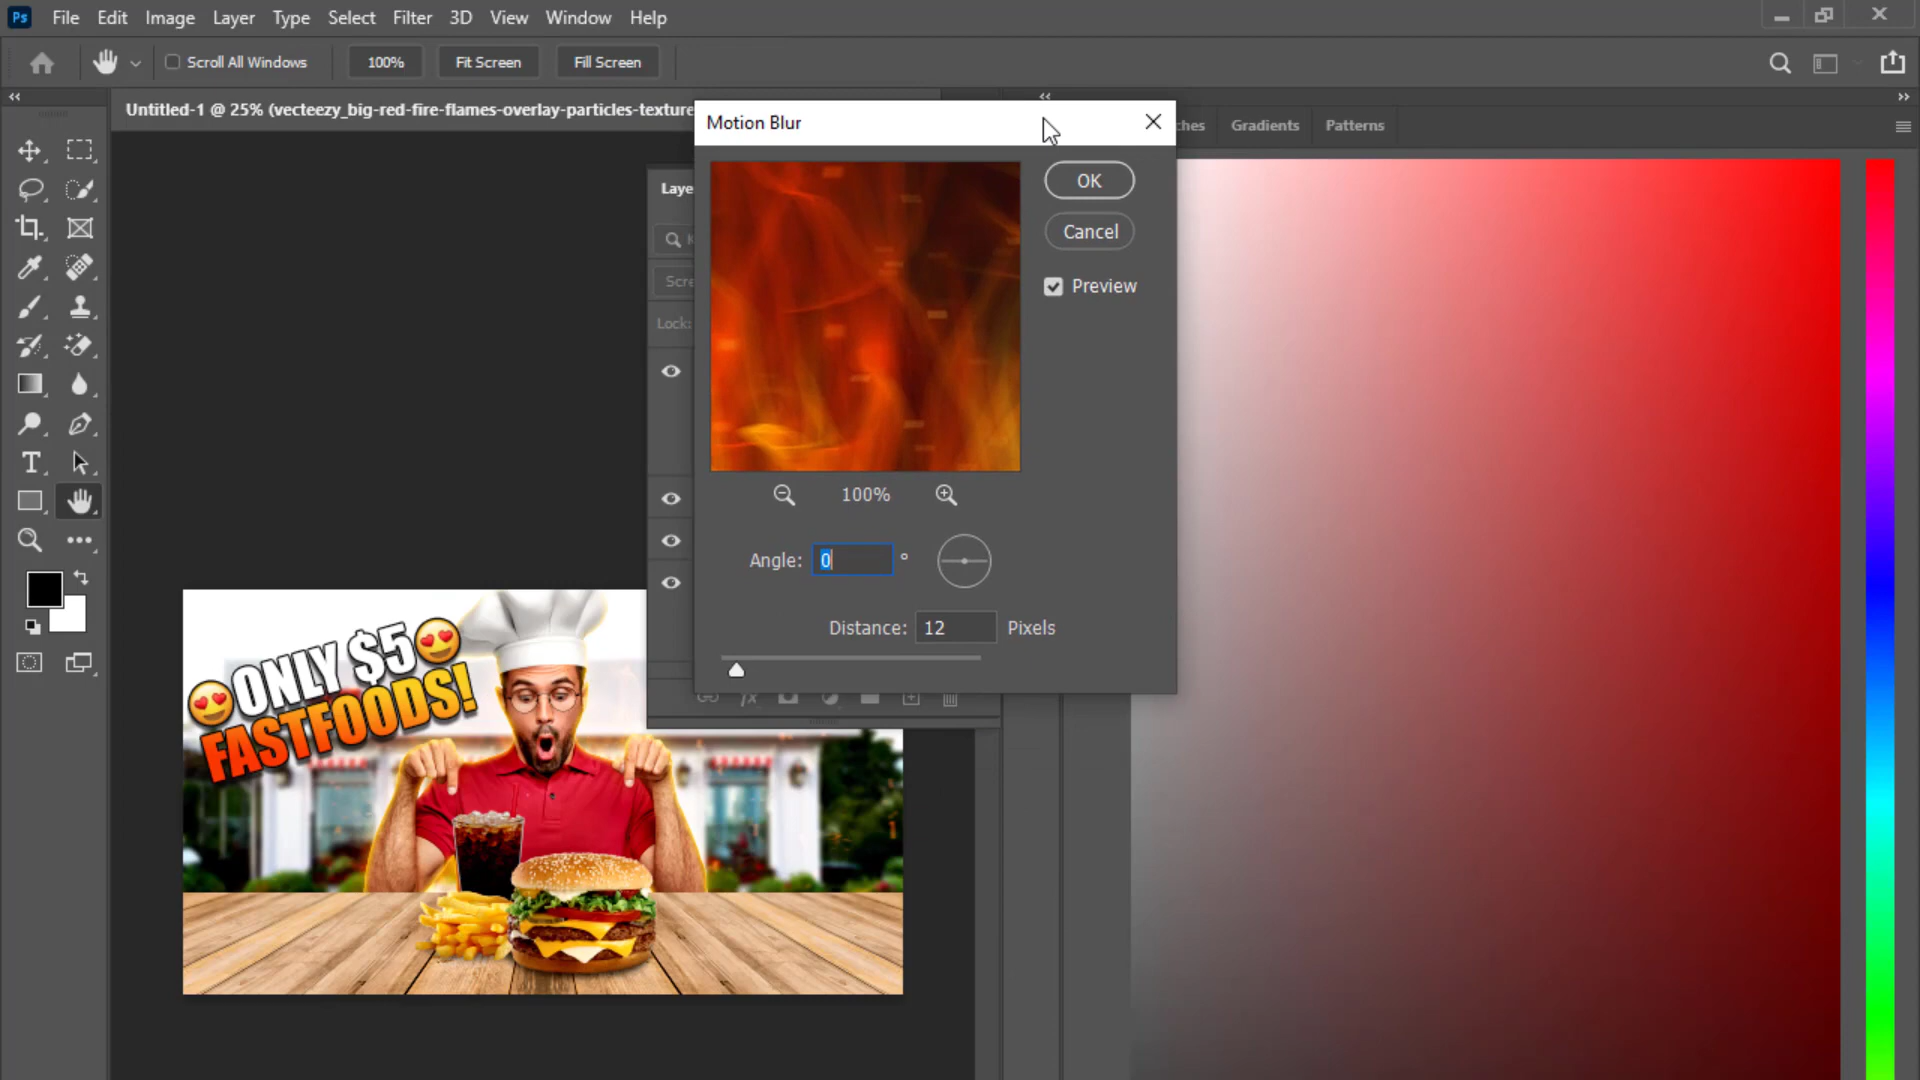 Ps File Edit Image Layer Type Select Filter 3D View Window Help
Scroll All Windows 100% Fit Screen Fill Screen
Untitled-1 @ 25% (vecteezy_big-red-fire-flames-overlay-particles-texture
Motion Blur
ches Gradients Patterns
OK
Laye
Cancel
K
Scre
Preview
Lock:
100%
Angle: 0 °
Distance: 12 Pixels
fx
ONLY $5
FASTFOODS!